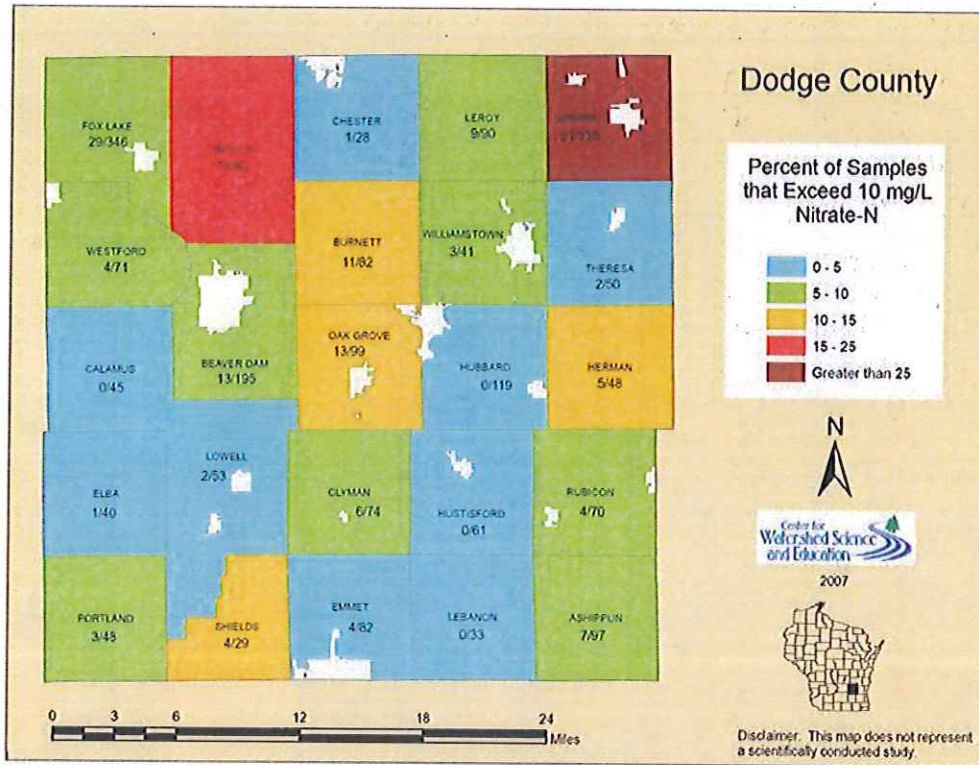 Dodge County
Percent of Samples
that Exceed 10 mg/L
Nitrate-N
0 - 5
5 - 10
10 - 15
15 - 25
Greater than 25
FOX LAKE
29/346
CHESTER
1/28
LEROY
9/90
WESTFORD
4/71
BURNETT
11/82
WILLIAMSTOWN
3/41
THERESA
2/50
CALAMUS
0/45
BEAVER DAM
13/195
OAK GROVE
13/99
HUBBARD
0/119
HERMAN
5/48
ELBA
1/40
LOWELL
2/53
CLYMAN
6/74
HUSTISFORD
0/61
RUBICON
4/70
PORTLAND
3/48
SHIELDS
4/29
EMMET
4/82
LEBANON
0/33
ASHIPPUN
7/97
N
Center for
Watershed Science
and Education
2007
0 3 6 12 18 24
Miles
Disclaimer: This map does not represent
a scientifically conducted study.